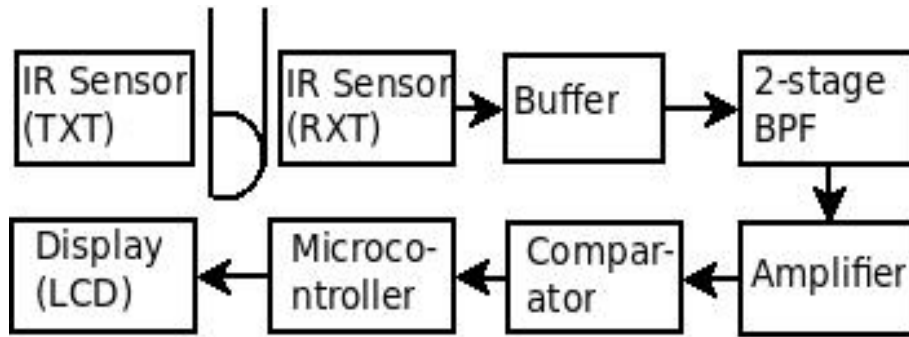 IR Sensor
(TXT)
IR Sensor
(RXT)
Buffer
2-stage
BPF
Display
(LCD)
Microco-
ntroller
Compar-
ator
Amplifier